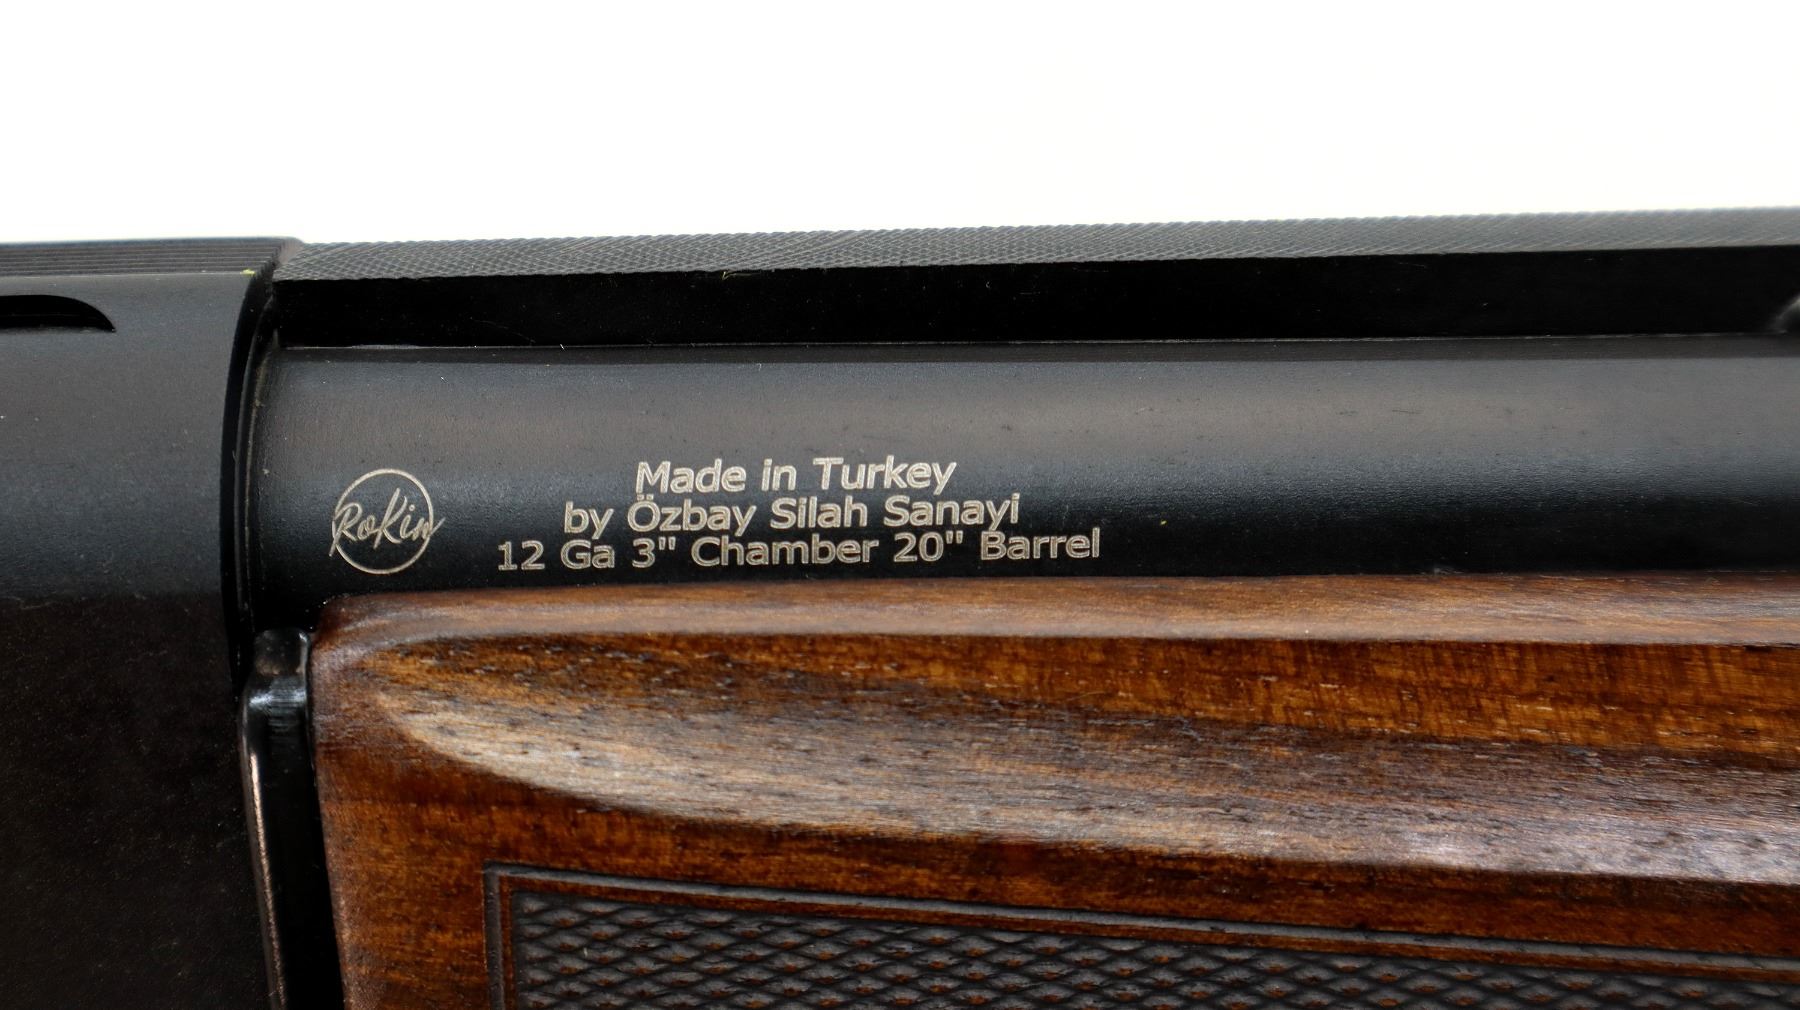 RoKin
Made in Turkey
by Özbay Silah Sanayi
12 Ga 3" Chamber 20" Barrel